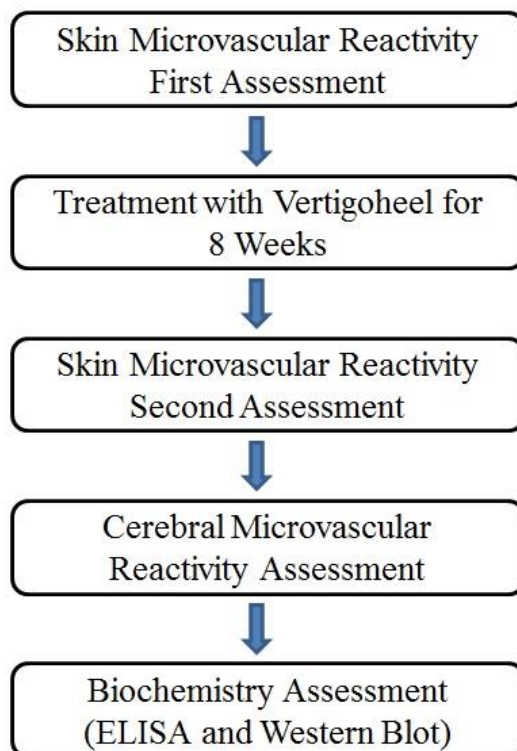 Skin Microvascular Reactivity
First Assessment
Treatment with Vertigoheel for
8 Weeks
Skin Microvascular Reactivity
Second Assessment
Cerebral Microvascular
Reactivity Assessment
Biochemistry Assessment
(ELISA and Western Blot)